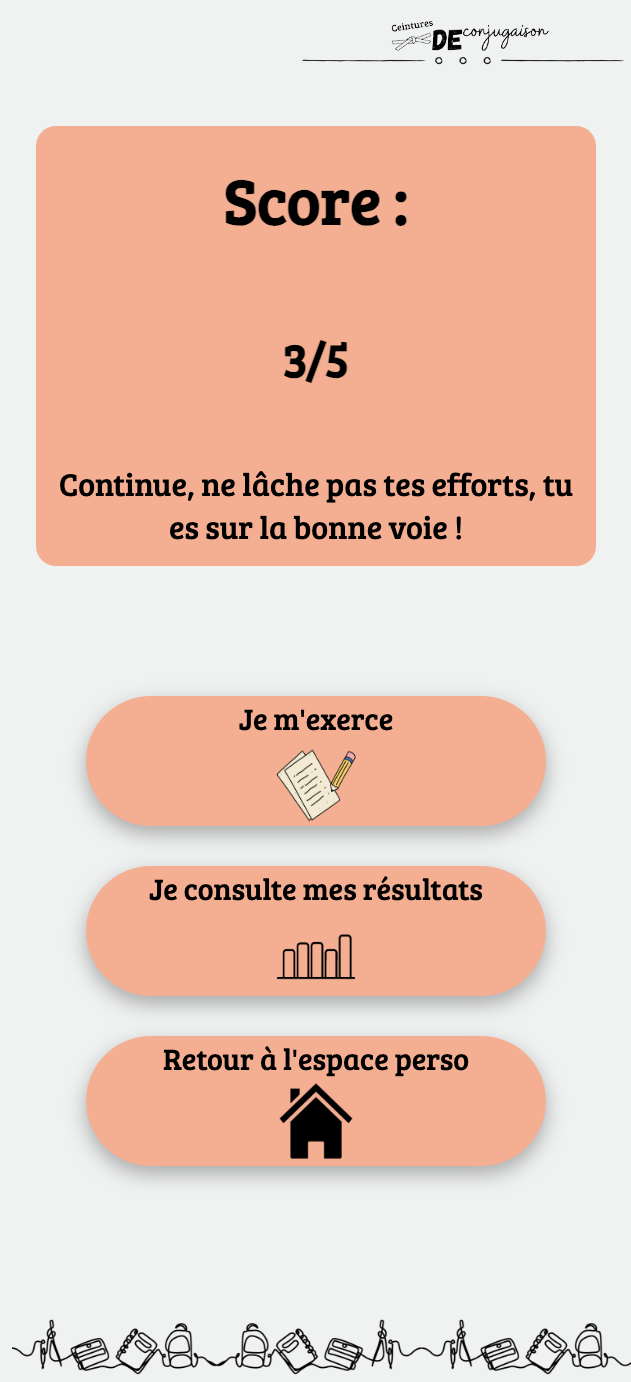 Ceintures
DE conjugaison
Score :
3/5
Continue, ne lâche pas tes efforts, tu
es sur la bonne voie !
Je m'exerce
Je consulte mes résultats
Retour à l'espace perso